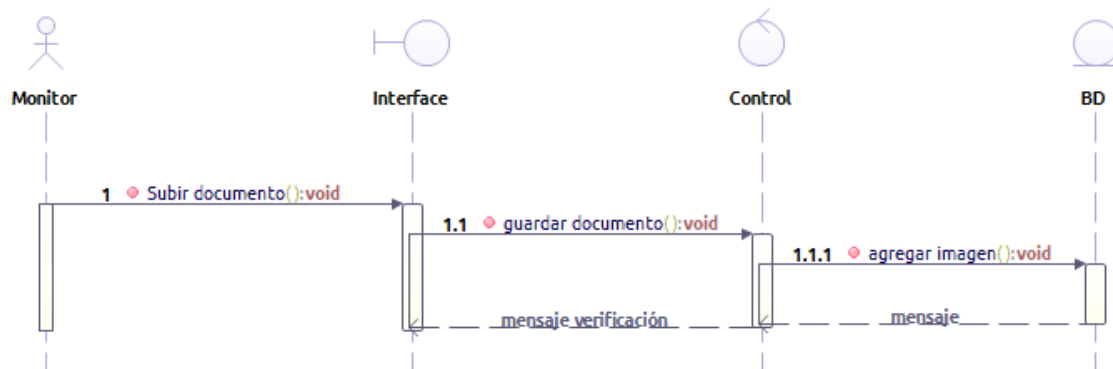 Monitor
Interface
Control
BD
1 Subir documento():void
1.1 guardar documento():void
1.1.1 agregar imagen():void
mensaje verificación
mensaje